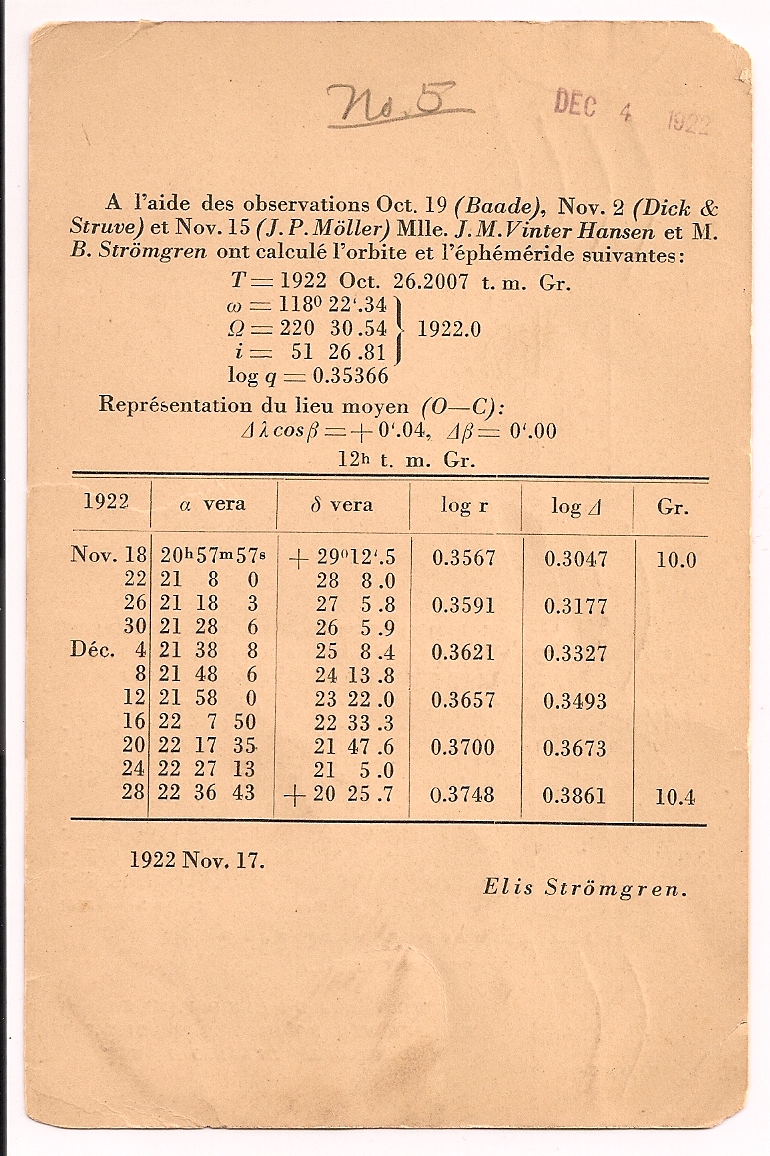 No. 5
DEC 4 1922
A l'aide des observations Oct. 19 (Baade), Nov. 2 (Dick &
Struve) et Nov. 15 (J. P. Möller) Mlle. J. M. Vinter Hansen et M.
B. Strömgren ont calculé l'orbite et l'éphéméride suivantes:
T = 1922 Oct. 26.2007 t. m. Gr.
ω = 118⁰ 22‘.34
Ω = 220 30 .54 } 1922.0
i = 51 26 .81
log q = 0.35366
Représentation du lieu moyen (O—C):
Δ λ cos β = + 0‘.04, Δβ = 0‘.00
12h t. m. Gr.
1922 α vera δ vera log r log Δ Gr.
Nov. 18 20h 57m 57s + 29⁰12‘.5 0.3567 0.3047 10.0
22 21 8 0 28 8 .0
26 21 18 3 27 5 .8 0.3591 0.3177
30 21 28 6 26 5 .9
Déc. 4 21 38 8 25 8 .4 0.3621 0.3327
8 21 48 6 24 13 .8
12 21 58 0 23 22 .0 0.3657 0.3493
16 22 7 50 22 33 .3
20 22 17 35 21 47 .6 0.3700 0.3673
24 22 27 13 21 5 .0
28 22 36 43 + 20 25 .7 0.3748 0.3861 10.4
1922 Nov. 17.
Elis Strömgren.